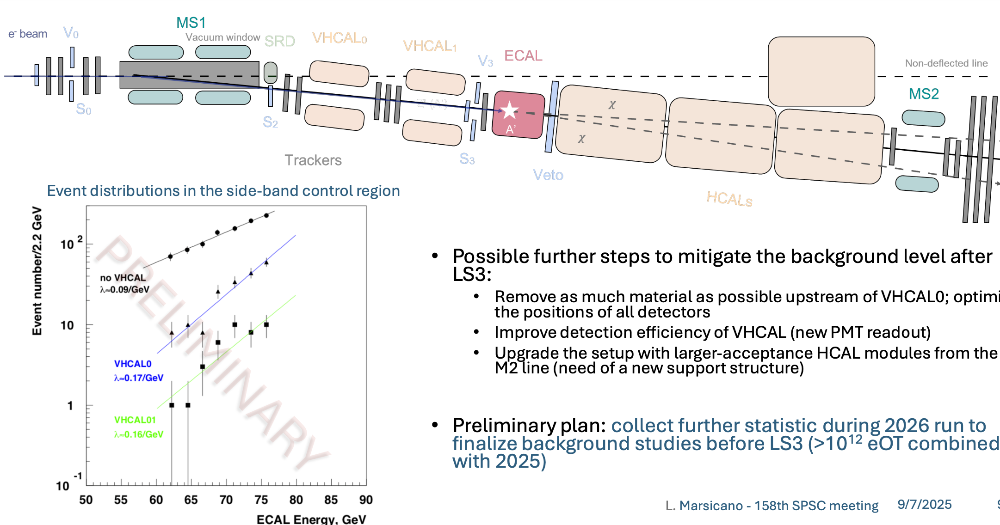 MS1
e- beam
V0
Vacuum window
SRD
VHCAL0
VHCAL1
V3
ECAL
Non-deflected line
MS2
S0
S2
Z'(A')
χ
A'
χ
Trackers
S3
Veto
HCALs
Event distributions in the side-band control region
Event number/2.2 GeV
10 2
10
1
10 -1
no VHCAL
λ≈0.09/GeV
VHCAL0
λ≈0.17/GeV
VHCAL01
λ≈0.16/GeV
PRELIMINARY
50 55 60 65 70 75 80 85 90
ECAL Energy, GeV
• Possible further steps to mitigate the background level after
LS3:
• Remove as much material as possible upstream of VHCAL0; optimi
the positions of all detectors
• Improve detection efficiency of VHCAL (new PMT readout)
• Upgrade the setup with larger-acceptance HCAL modules from the
M2 line (need of a new support structure)
• Preliminary plan: collect further statistic during 2026 run to
finalize background studies before LS3 (>10^12 eOT combined
with 2025)
L. Marsicano - 158th SPSC meeting 9/7/2025